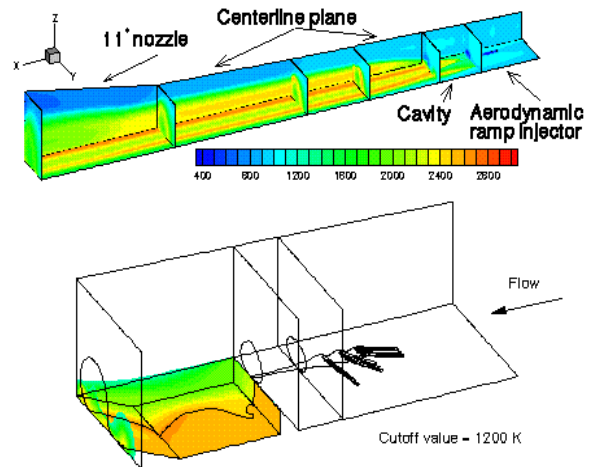 Centerline plane
Z
X
Y
11° nozzle
Cavity
Aerodynamic
ramp injector
400 800 1200 1600 2000 2400 2800
Flow
Cutoff value = 1200 K